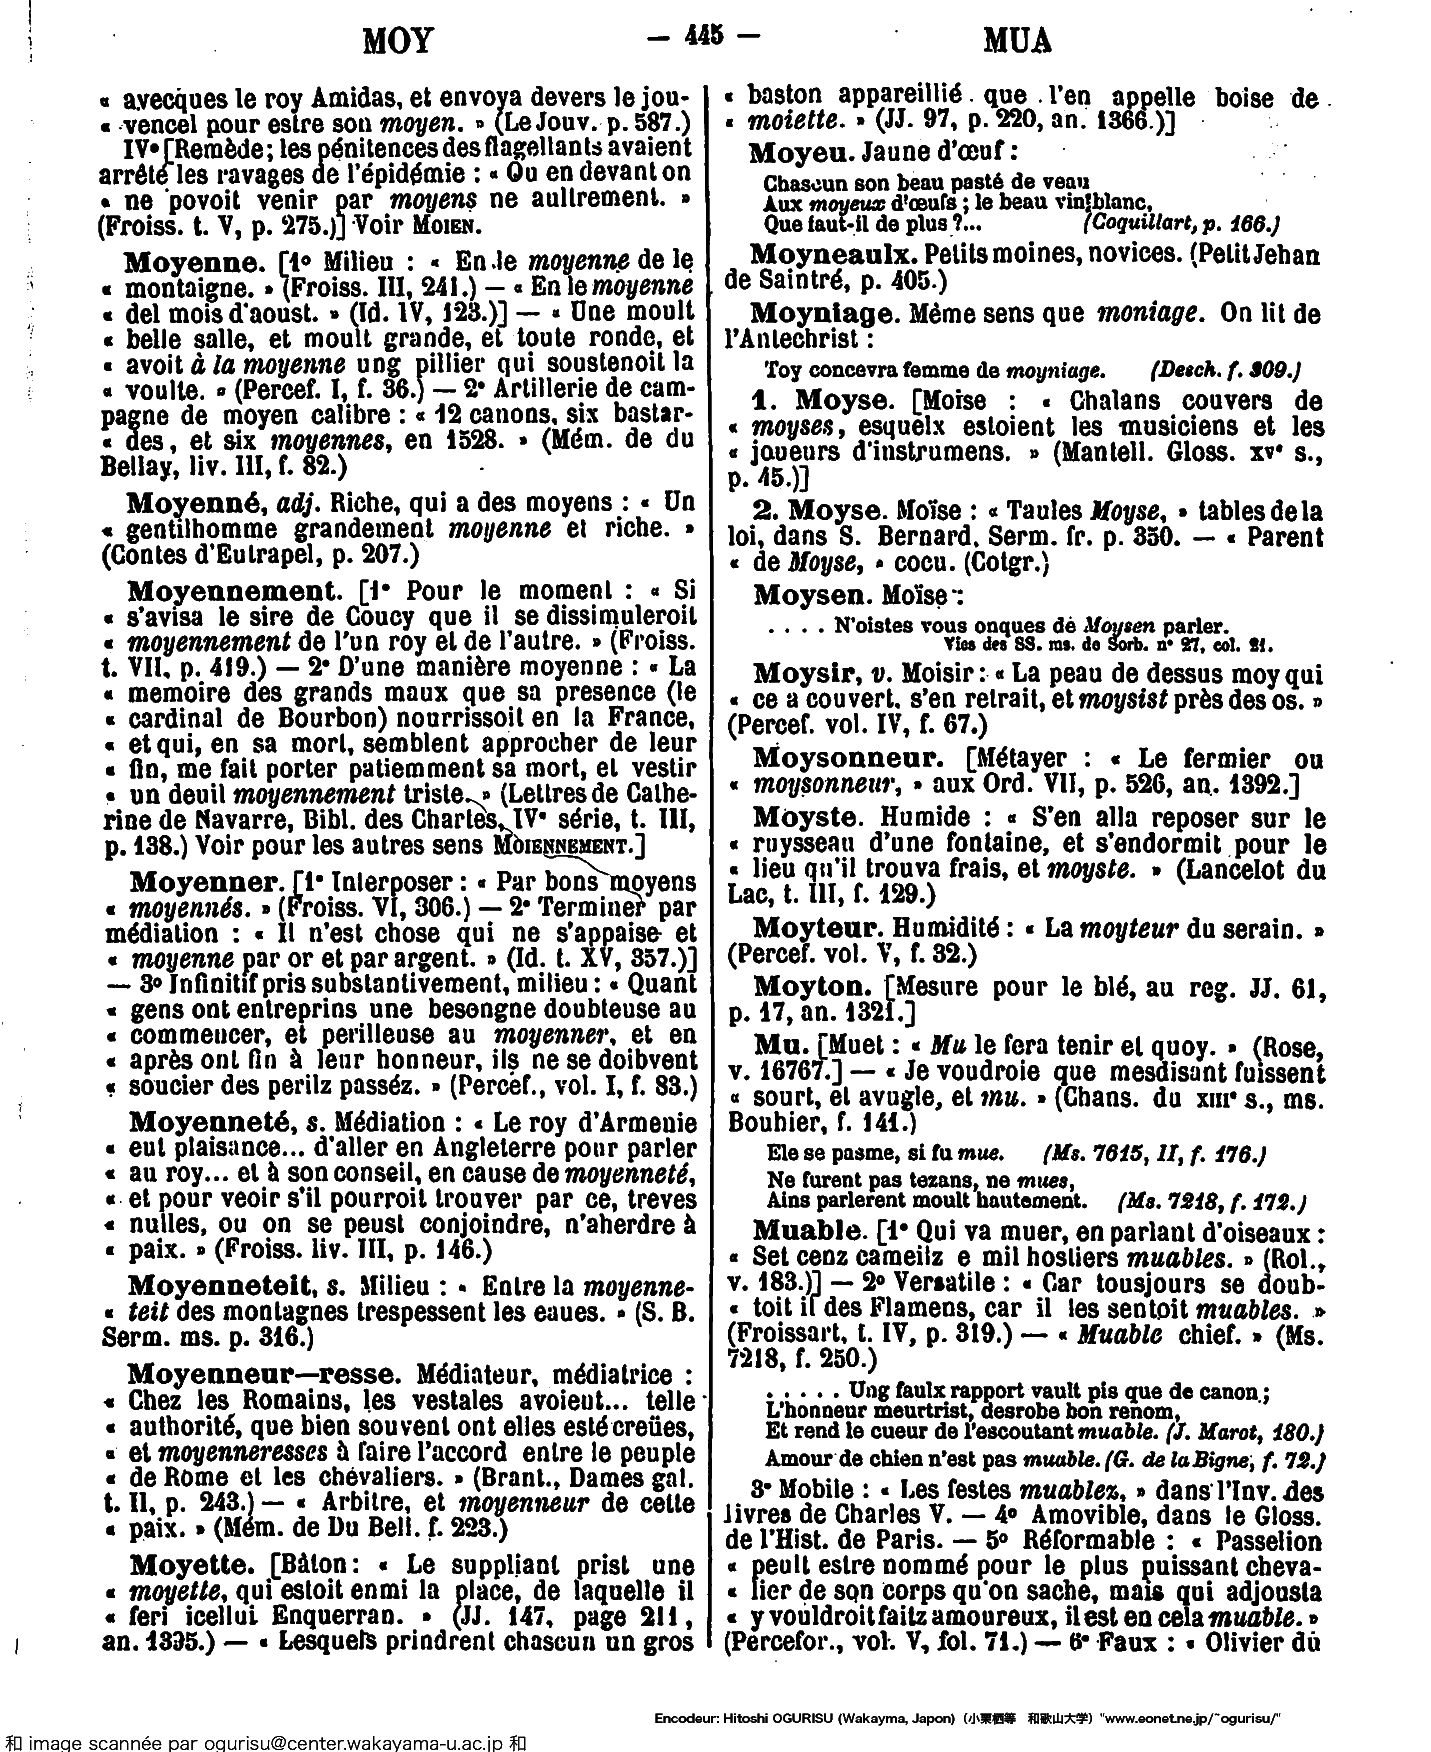 MOY
— 445 —
MUA
« avecques le roy Amidas, et envoya devers le jou-
« vencel pour estre son moyen. » (Le Jouv. p. 587.)
IV° [Remède ; les pénitences des flagellants avaient
arrêté les ravages de l'épidémie : « Ou en devant on
« ne povoit venir par moyens ne aultrement. »
(Froiss. t. V, p. 275.)] Voir MOIEN.
Moyenne. [1° Milieu : « En le moyenne de le
« montaigne. » (Froiss. III, 241.) — « En le moyenne
« del mois d'aoust. » (Id. IV, 123.)] — « Une moult
« belle salle, et moult grande, et toute ronde, et
« avoit à la moyenne ung pillier qui soustenoit la
« voulte. » (Percef. I, f. 36.) — 2° Artillerie de cam-
pagne de moyen calibre : « 12 canons, six bastar-
« des, et six moyennes, en 1528. » (Mém. de du
Bellay, liv. III, f. 82.)
Moyenné, adj. Riche, qui a des moyens : « Un
« gentilhomme grandement moyenne et riche. »
(Contes d'Eutrapel, p. 207.)
Moyennement. [1° Pour le moment : « Si
« s'avisa le sire de Coucy que il se dissimuleroit
« moyennement de l'un roy et de l'autre. » (Froiss.
t. VII, p. 419.) — 2° D'une manière moyenne : « La
« memoire des grands maux que sa presence (le
« cardinal de Bourbon) nourrissoit en la France,
« et qui, en sa mort, semblent approcher de leur
« fin, me fait porter patiemment sa mort, et vestir
« un deuil moyennement triste. » (Lettres de Cathe-
rine de Navarre, Bibl. des Chartes, IV° série, t. III,
p. 138.) Voir pour les autres sens MOIENNEMENT.]
Moyenner. [1° Interposer : « Par bons moyens
« moyennés. » (Froiss. VI, 306.) — 2° Terminer par
médiation : « Il n'est chose qui ne s'appaise et
« moyenne par or et par argent. » (Id. t. XV, 357.)]
— 3° Infinitif pris substantivement, milieu : « Quant
« gens ont entreprins une besongne doubteuse au
« commencer, et perilleuse au moyenner, et en
« après ont fin à leur honneur, ils ne se doibvent
« soucier des perilz passéz. » (Percef., vol. I, f. 83.)
Moyenneté, s. Médiation : « Le roy d'Armenie
« eut plaisance... d'aller en Angleterre pour parler
« au roy... et à son conseil, en cause de moyenneté,
« et pour veoir s'il pourroit trouver par ce, treves
« nulles, ou on se peust conjoindre, n'aherdre à
« paix. » (Froiss. liv. III, p. 146.)
Moyenneteit, s. Milieu : « Entre la moyenne-
« teit des montagnes trespessent les eaues. » (S. B.
Serm. ms. p. 316.)
Moyenneur—resse. Médiateur, médiatrice :
« Chez les Romains, les vestales avoient... telle
« authorité, que bien souvent ont elles esté creües,
« et moyenneresses à faire l'accord entre le peuple
« de Rome et les chevaliers. » (Brant., Dames gal.
t. II, p. 243.) — « Arbitre, et moyenneur de cette
« paix. » (Mém. de Du Bell. f. 223.)
Moyette. [Bâton : « Le suppliant prist une
« moyette, qui estoit enmi la place, de laquelle il
« feri icellui Enquerran. » (JJ. 147, page 211,
an. 1395.) — « Lesquels prindrent chascun un gros
« baston appareillié que l'en appelle boise de
« moiette. » (JJ. 97, p. 220, an. 1366.)]
Moyeu. Jaune d'œuf :
Chascun son beau pasté de veau
Aux moyeux d'œufs ; le beau vin blanc,
Que faut-il de plus ?... (Coquillart, p. 166.)
Moyneaulx. Petits moines, novices. (Petit Jehan
de Saintré, p. 405.)
Moyniage. Même sens que moniage. On lit de
l'Antechrist :
Toy concevra femme de moyniage. (Desch. f. 309.)
1. Moyse. [Moise : « Chalans couvers de
« moyses, esquelx estoient les musiciens et les
« joueurs d'instrumens. » (Mantell. Gloss. XV° s.,
p. 45.)]
2. Moyse. Moïse : « Taules Moyse, » tables de la
loi, dans S. Bernard, Serm. fr. p. 350. — « Parent
« de Moyse, » cocu. (Cotgr.)
Moysen. Moïse :
. . . . N'oistes vous onques de Moysen parler.
Vies des SS. ms. de Sorb. n° 27, col. 21.
Moysir, v. Moisir : « La peau de dessus moy qui
« ce a couvert, s'en retrait, et moysist près des os. »
(Percef. vol. IV, f. 67.)
Moysonneur. [Métayer : « Le fermier ou
« moysonneur, » aux Ord. VII, p. 526, an. 1392.]
Moyste. Humide : « S'en alla reposer sur le
« ruysseau d'une fontaine, et s'endormit pour le
« lieu qu'il trouva frais, et moyste. » (Lancelot du
Lac, t. III, f. 129.)
Moyteur. Humidité : « La moyteur du serain. »
(Percef. vol. V, f. 32.)
Moyton. [Mesure pour le blé, au reg. JJ. 61,
p. 17, an. 1321.]
Mu. [Muet : « Mu le fera tenir et quoy. » (Rose,
v. 16767.] — « Je voudroie que mesdisant fuissent
« sourt, et avugle, et mu. » (Chans. du XIII° s., ms.
Bouhier, f. 141.)
Ele se pasme, si fu mue. (Ms. 7615, II, f. 176.)
Ne furent pas tezans, ne mues,
Ains parlerent moult hautement. (Ms. 7218, f. 172.)
Muable. [1° Qui va muer, en parlant d'oiseaux :
« Set cenz cameilz e mil hostiers muables. » (Rol.,
v. 183.)] — 2° Versatile : « Car tousjours se doub-
« toit il des Flamens, car il les sentoit muables. »
(Froissart, t. IV, p. 319.) — « Muable chief. » (Ms.
7218, f. 250.)
. . . . . Ung faulx rapport vault pis que de canon ;
L'honneur meurtrist, desrobe bon renom,
Et rend le cueur de l'escoutant muable. (J. Marot, 180.)
Amour de chien n'est pas muable. (G. de la Bigne, f. 72.)
3° Mobile : « Les festes muablez, » dans l'Inv. des
livres de Charles V. — 4° Amovible, dans le Gloss.
de l'Hist. de Paris. — 5° Réformable : « Passelion
« peult estre nommé pour le plus puissant cheva-
« lier de son corps qu'on sache, mais qui adjousta
« y vouldroit faitz amoureux, il est en cela muable. »
(Percefor., vol. V, fol. 71.) — 6° Faux : « Olivier du
Encodeur: Hitoshi OGURISU (Wakayma, Japon) (小栗栖等 和歌山大学) "www.eonet.ne.jp/~ogurisu/"
和 image scannée par ogurisu@center.wakayama-u.ac.jp 和